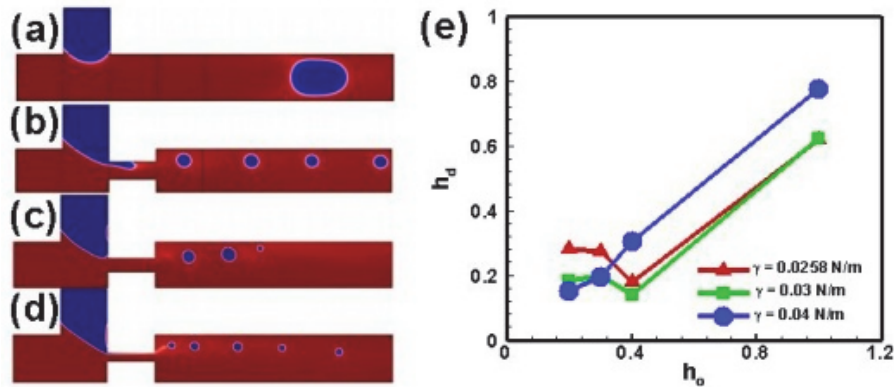 (a)
(b)
(c)
(d)
(e)
1
0.8
0.6
0.4
0.2
0
h_d
γ = 0.0258 N/m
γ = 0.03 N/m
γ = 0.04 N/m
0 0.4 0.8 1.2
h_o